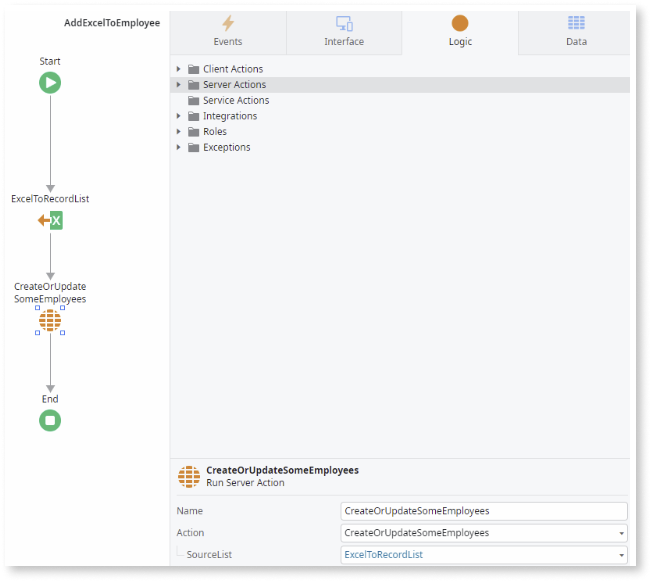 AddExcelToEmployee
Start
ExcelToRecordList
CreateOrUpdate
SomeEmployees
End
Events
Interface
Logic
Data
Client Actions
Server Actions
Service Actions
Integrations
Roles
Exceptions
CreateOrUpdateSomeEmployees
Run Server Action
Name CreateOrUpdateSomeEmployees
Action CreateOrUpdateSomeEmployees
SourceList ExcelToRecordList